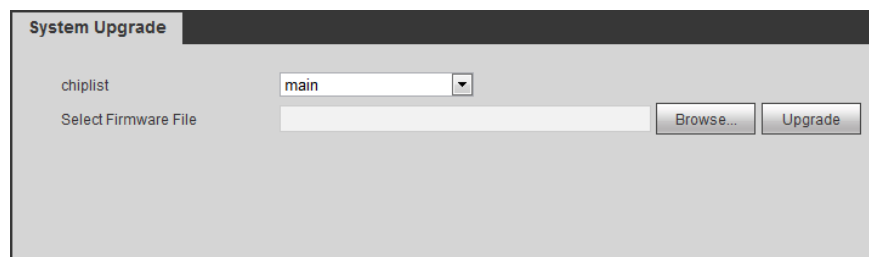 System Upgrade
chiplist main
Select Firmware File Browse... Upgrade